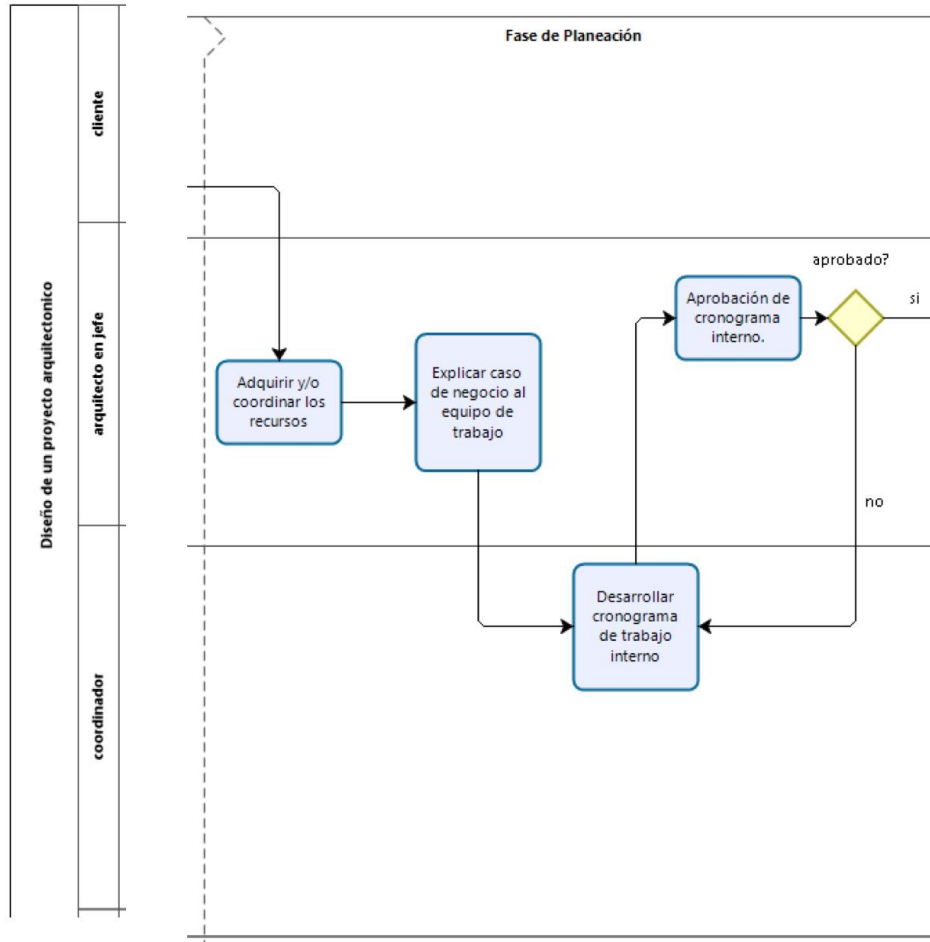 Diseño de un proyecto arquitectonico
cliente
arquitecto en jefe
coordinador
Fase de Planeación
Adquirir y/o
coordinar los
recursos
Explicar caso
de negocio al
equipo de
trabajo
Desarrollar
cronograma
de trabajo
interno
Aprobación de
cronograma
interno.
aprobado?
si
no